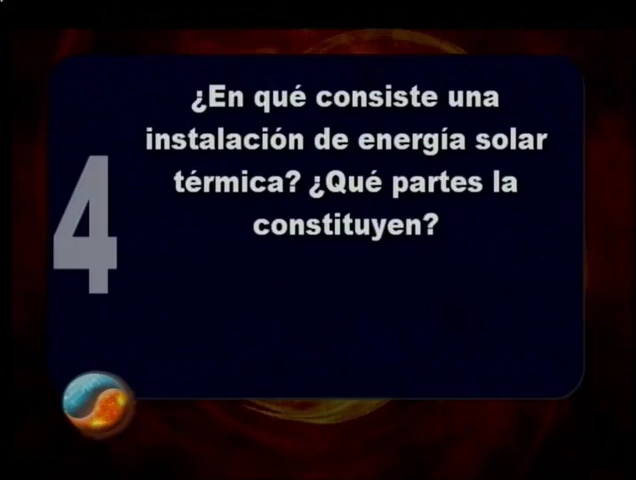 ¿En qué consiste una
instalación de energía solar
térmica? ¿Qué partes la
constituyen?
4